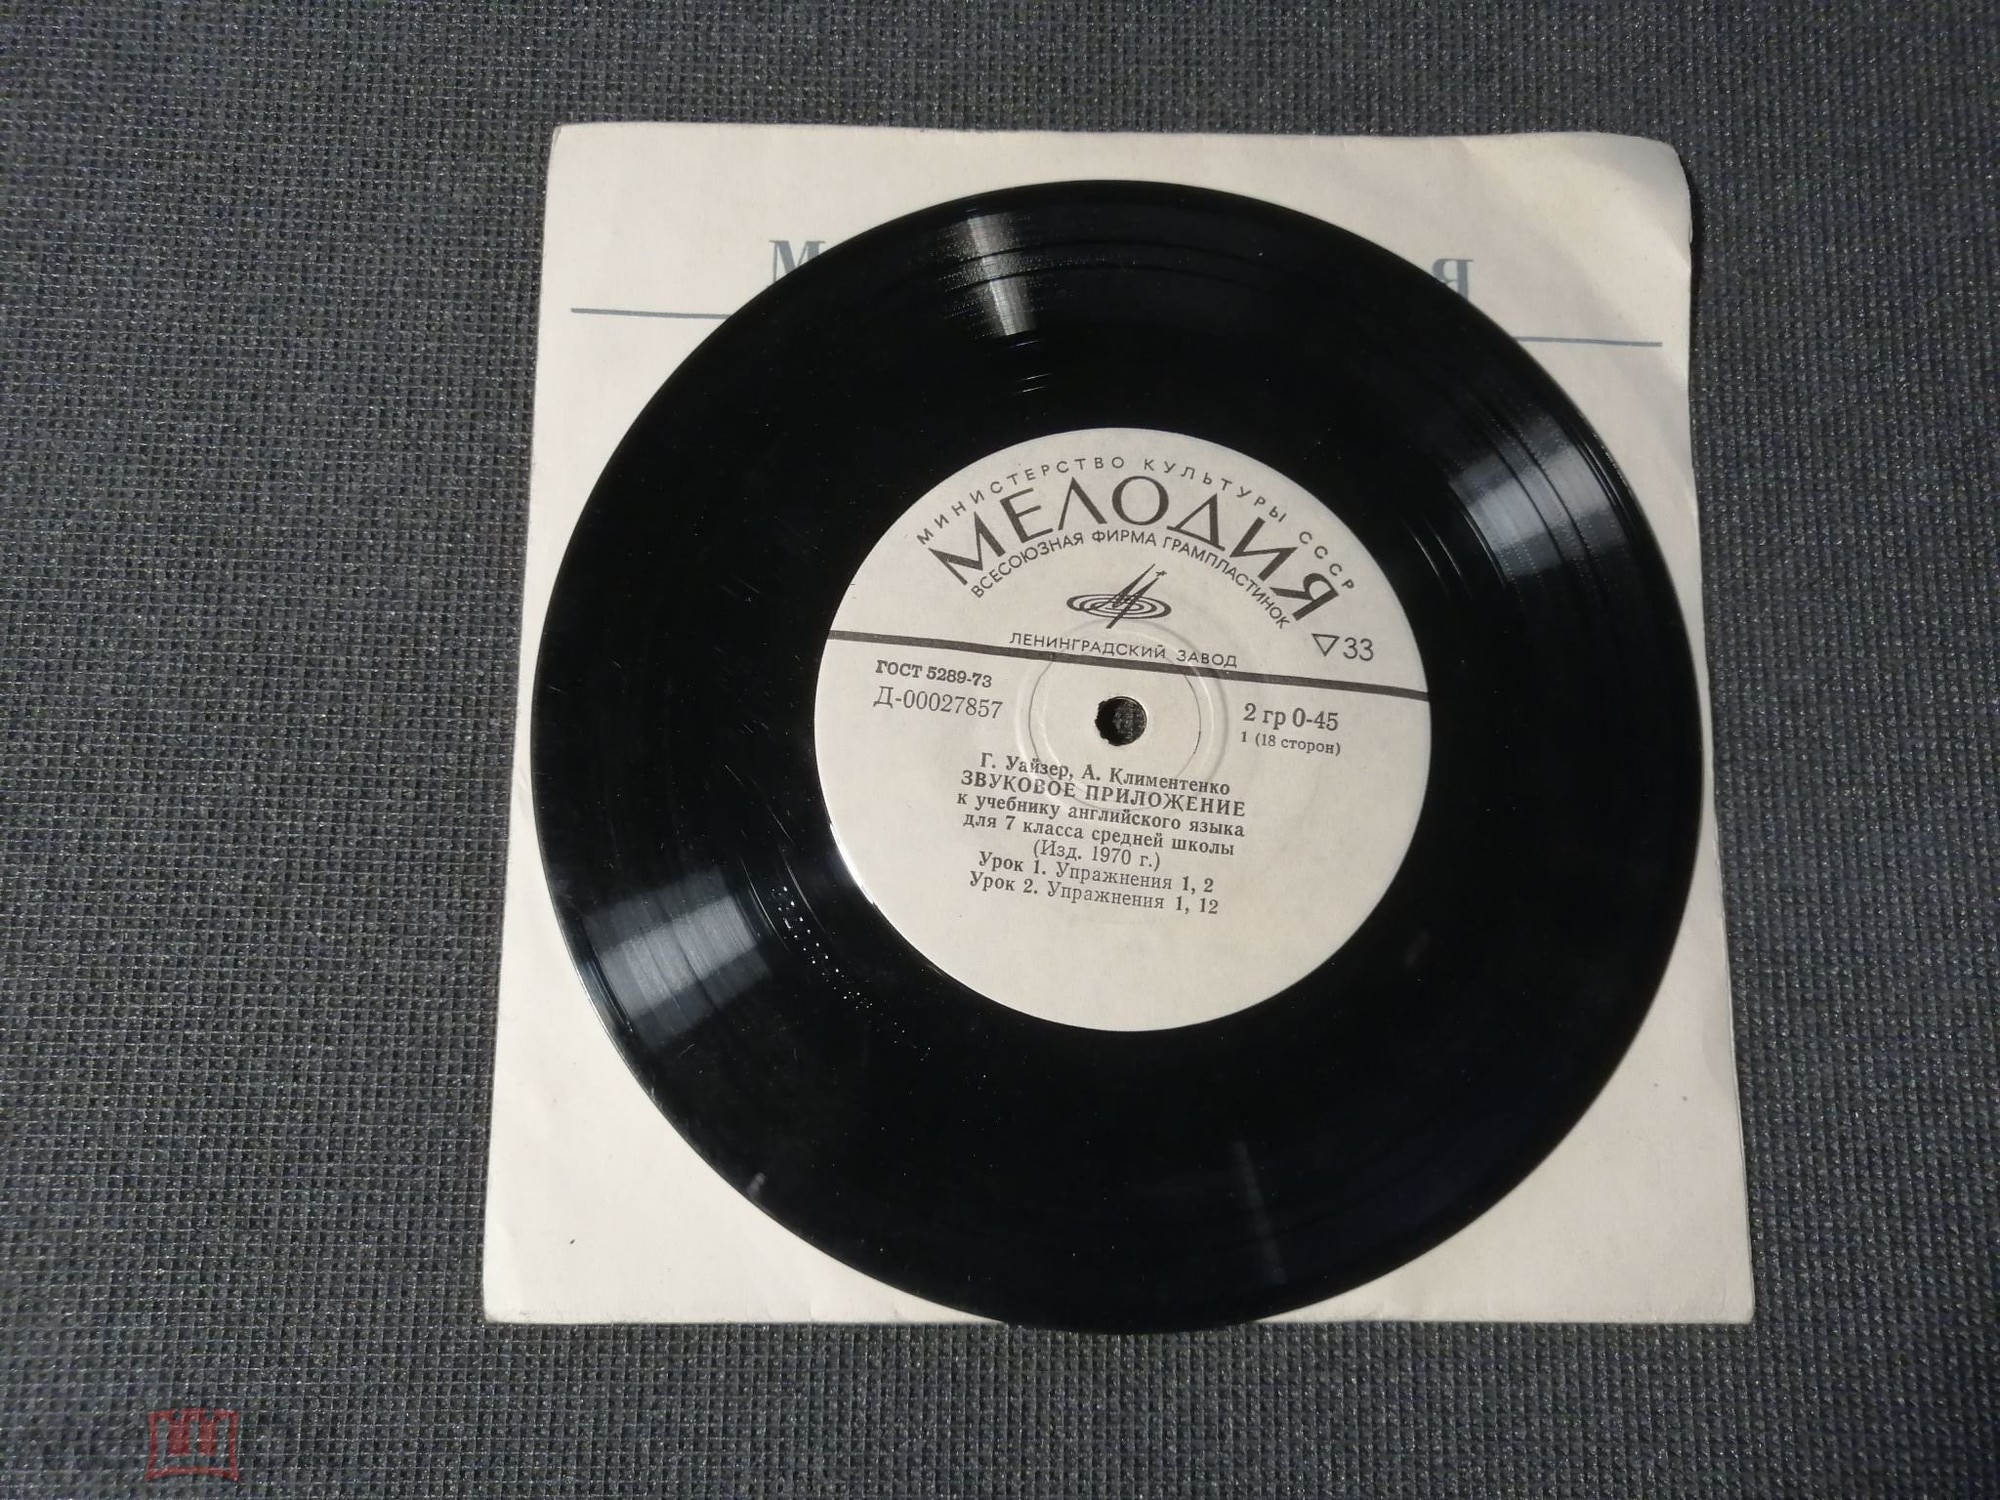 М Я
МИНИСТЕРСТВО КУЛЬТУРЫ СССР
МЕЛОДИЯ
ВСЕСОЮЗНАЯ ФИРМА ГРАМПЛАСТИНОК
ЛЕНИНГРАДСКИЙ ЗАВОД
▽33
ГОСТ 5289-73
Д-00027857
2 гр 0-45
1 (18 сторон)
Г. Уайзер, А. Климентенко
ЗВУКОВОЕ ПРИЛОЖЕНИЕ
к учебнику английского языка
для 7 класса средней школы
(Изд. 1970 г.)
Урок 1. Упражнения 1, 2
Урок 2. Упражнения 1, 12